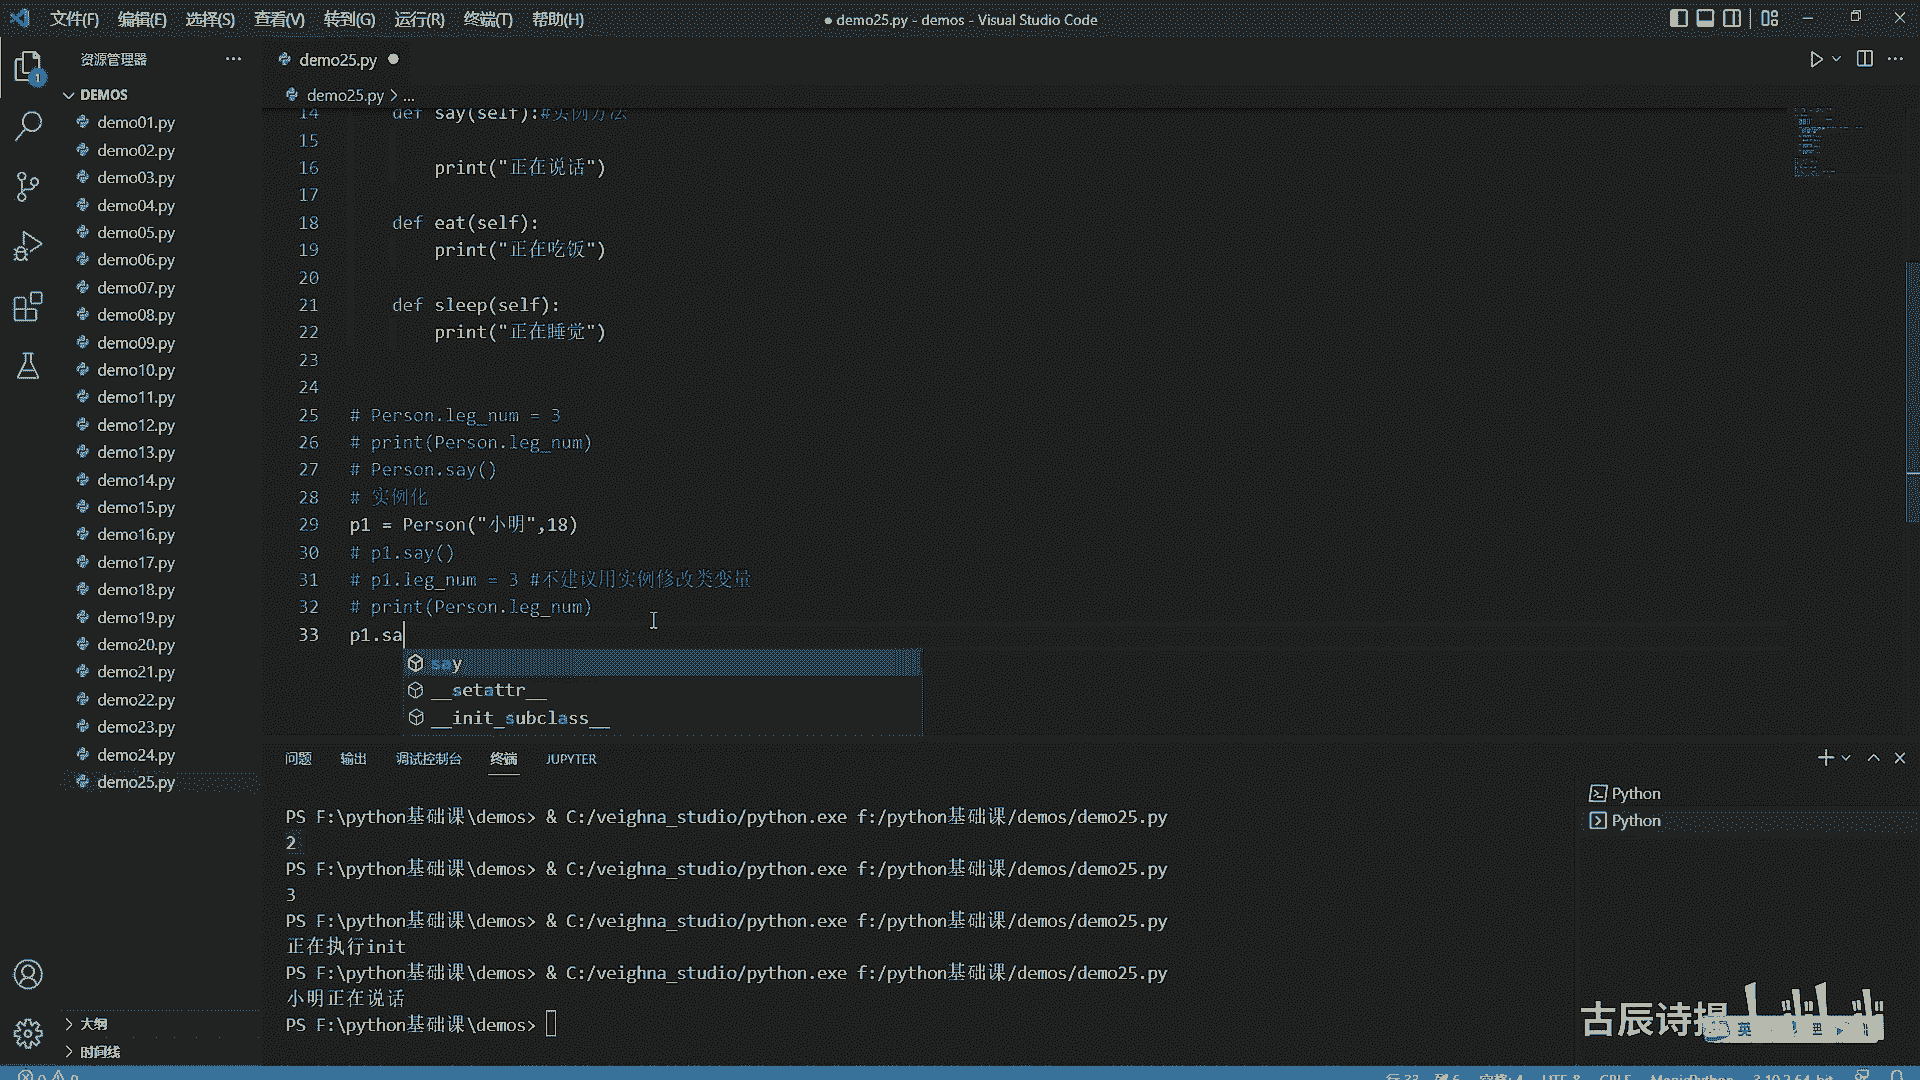 文件(F) 编辑(E) 选择(S) 查看(V) 转到(G) 运行(R) 终端(T) 帮助(H) ● demo25.py - demos - Visual Studio Code
资源管理器 ··· demo25.py ●
DEMOS
demo25.py > ...
1
demo01.py
demo02.py
demo03.py
demo04.py
demo05.py
demo06.py
demo07.py
demo08.py
demo09.py
demo10.py
demo11.py
demo12.py
demo13.py
demo14.py
demo15.py
demo16.py
demo17.py
demo18.py
demo19.py
demo20.py
demo21.py
demo22.py
demo23.py
demo24.py
demo25.py
大纲
时间线
14 def say(self):#实例方法
15
16 print("正在说话")
17
18 def eat(self):
19 print("正在吃饭")
20
21 def sleep(self):
22 print("正在睡觉")
23
24
25 # Person.leg_num = 3
26 # print(Person.leg_num)
27 # Person.say()
28 # 实例化
29 p1 = Person("小明",18)
30 # p1.say()
31 # p1.leg_num = 3 #不建议用实例修改类变量
32 # print(Person.leg_num)
33 p1.sa
say
__setattr__
__init_subclass__
问题 输出 调试控制台 终端 JUPYTER
PS F:\python基础课\demos> & C:/veighna_studio/python.exe f:/python基础课/demos/demo25.py
2
PS F:\python基础课\demos> & C:/veighna_studio/python.exe f:/python基础课/demos/demo25.py
3
PS F:\python基础课\demos> & C:/veighna_studio/python.exe f:/python基础课/demos/demo25.py
正在执行init
PS F:\python基础课\demos> & C:/veighna_studio/python.exe f:/python基础课/demos/demo25.py
小明正在说话
PS F:\python基础课\demos>
Python
Python
古辰诗提
英